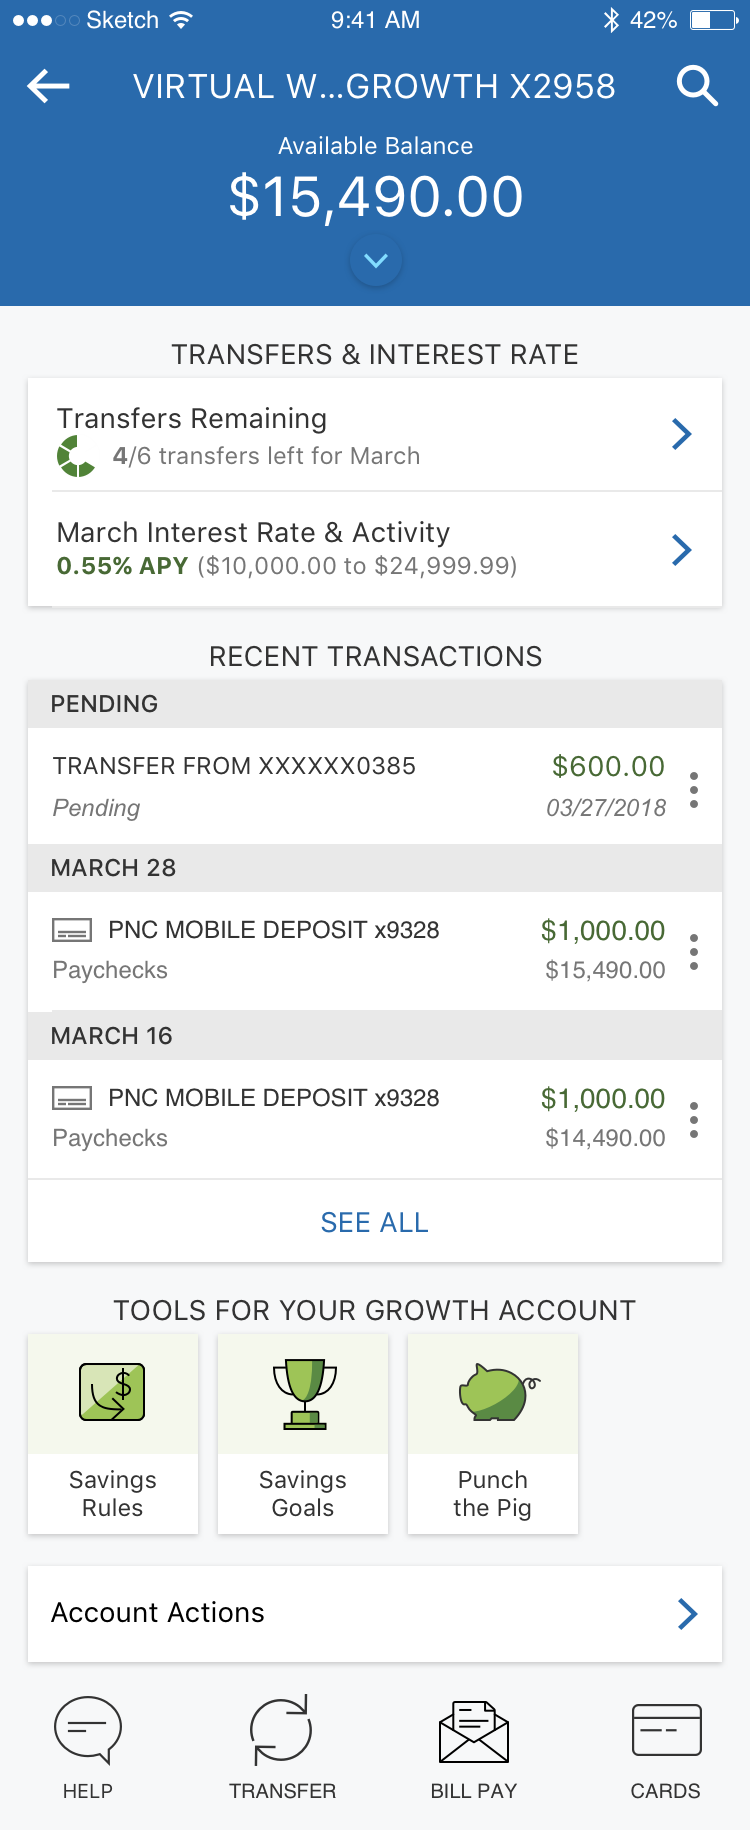 Sketch 9:41 AM 42%
VIRTUAL W...GROWTH X2958
Available Balance
$15,490.00
TRANSFERS & INTEREST RATE
Transfers Remaining
4/6 transfers left for March
March Interest Rate & Activity
0.55% APY ($10,000.00 to $24,999.99)
RECENT TRANSACTIONS
PENDING
TRANSFER FROM XXXXXX0385 $600.00
Pending 03/27/2018
MARCH 28
PNC MOBILE DEPOSIT x9328 $1,000.00
Paychecks $15,490.00
MARCH 16
PNC MOBILE DEPOSIT x9328 $1,000.00
Paychecks $14,490.00
SEE ALL
TOOLS FOR YOUR GROWTH ACCOUNT
$
Savings Rules
Savings Goals
Punch the Pig
Account Actions
HELP TRANSFER BILL PAY CARDS